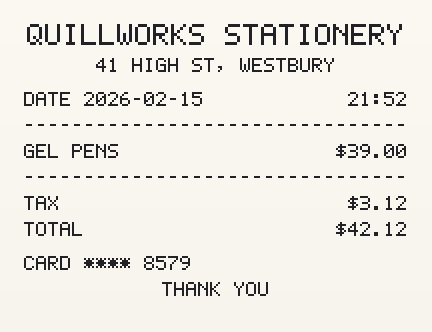 QUILLWORKS STATIONERY
41 HIGH ST, WESTBURY
DATE 2026-02-15 21:52
--------------------------------
GEL PENS $39.00
--------------------------------
TAX $3.12
TOTAL $42.12
CARD **** 8579
THANK YOU